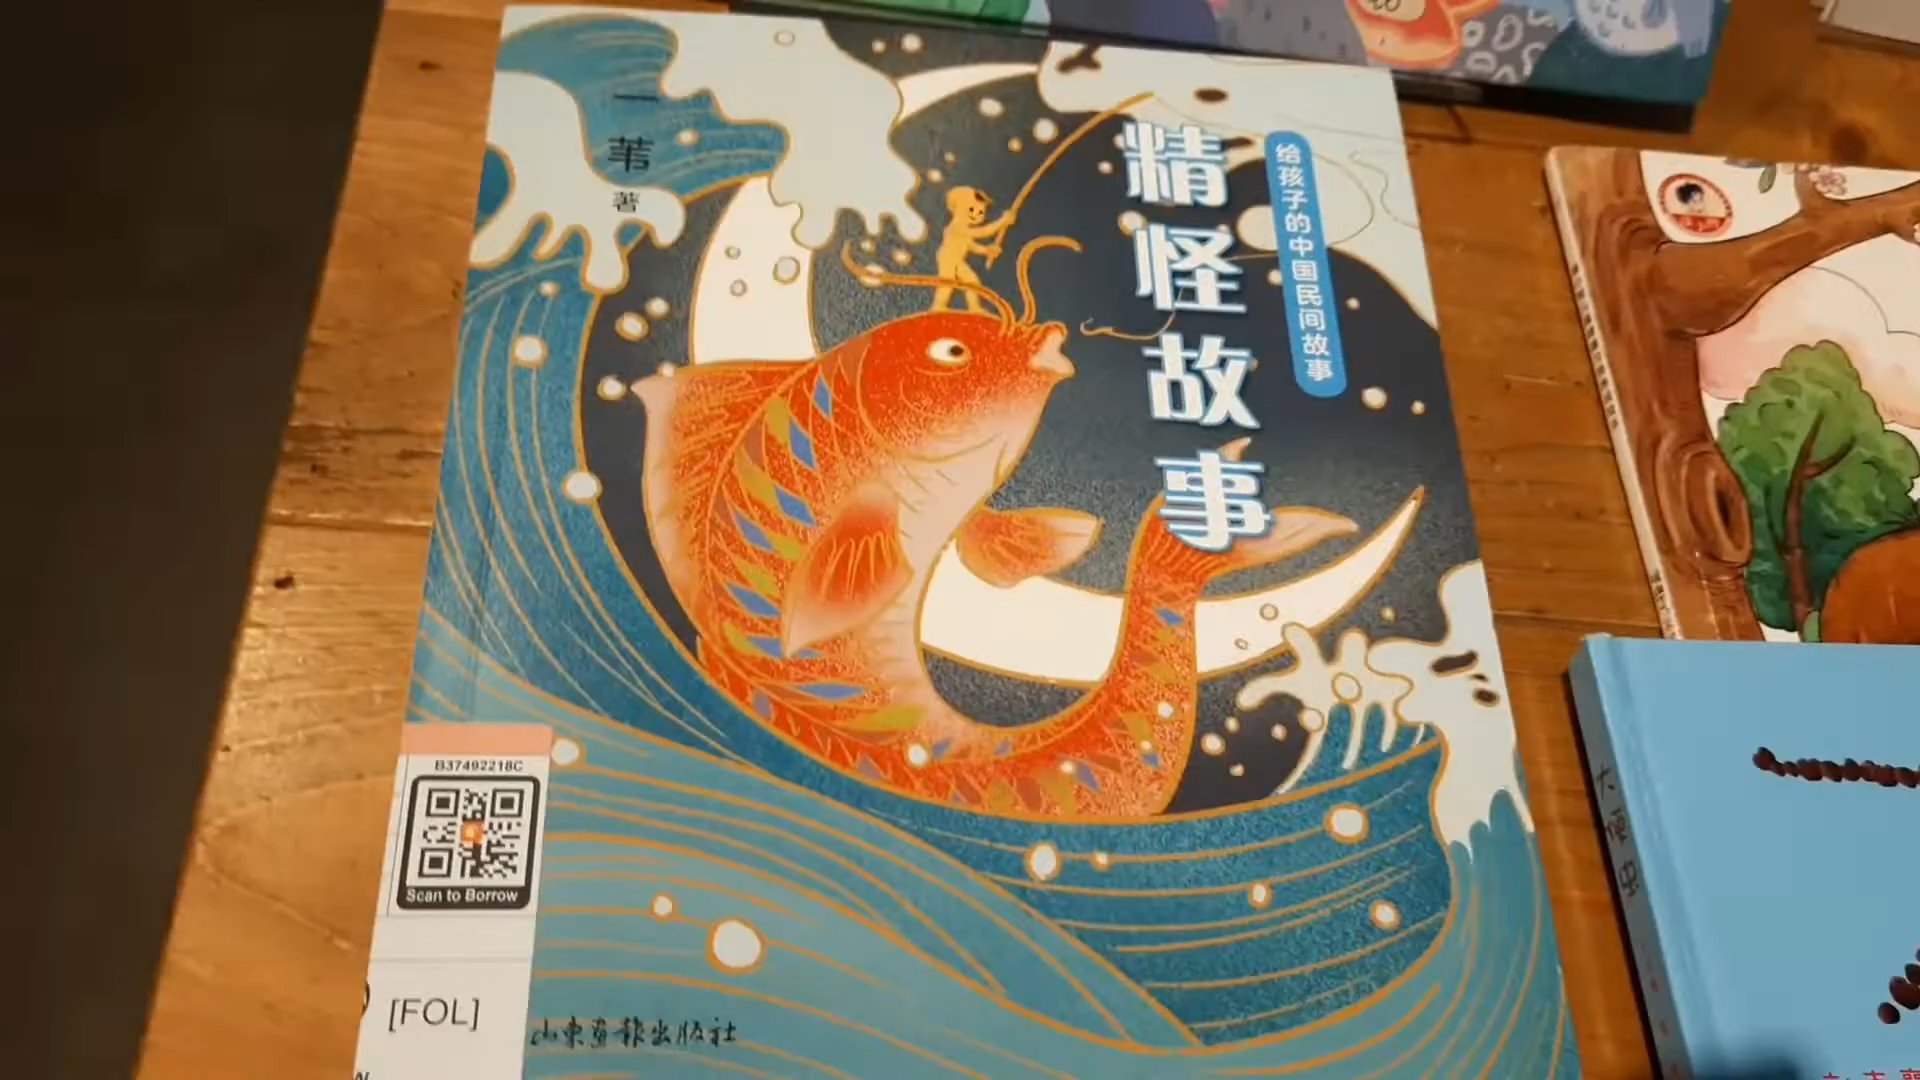 一苇 著
精怪故事
给孩子的中国民间故事
B37492218C
Scan to Borrow
[FOL]
山东画报出版社